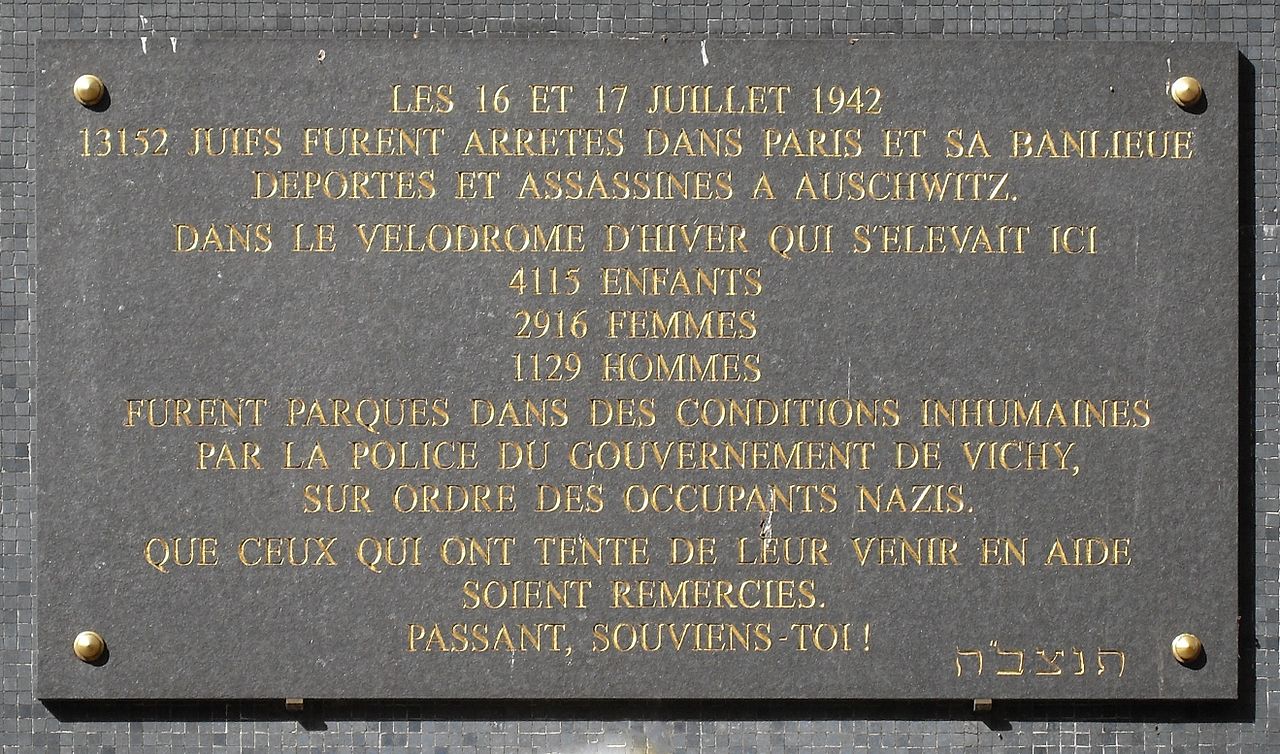 LES 16 ET 17 JUILLET 1942
13152 JUIFS FURENT ARRETES DANS PARIS ET SA BANLIEUE
DEPORTES ET ASSASSINES A AUSCHWITZ.
DANS LE VELODROME D'HIVER QUI S'ELEVAIT ICI
4115 ENFANTS
2916 FEMMES
1129 HOMMES
FURENT PARQUES DANS DES CONDITIONS INHUMAINES
PAR LA POLICE DU GOUVERNEMENT DE VICHY,
SUR ORDRE DES OCCUPANTS NAZIS.
QUE CEUX QUI ONT TENTE DE LEUR VENIR EN AIDE
SOIENT REMERCIES.
PASSANT, SOUVIENS-TOI !
תנצב"ה